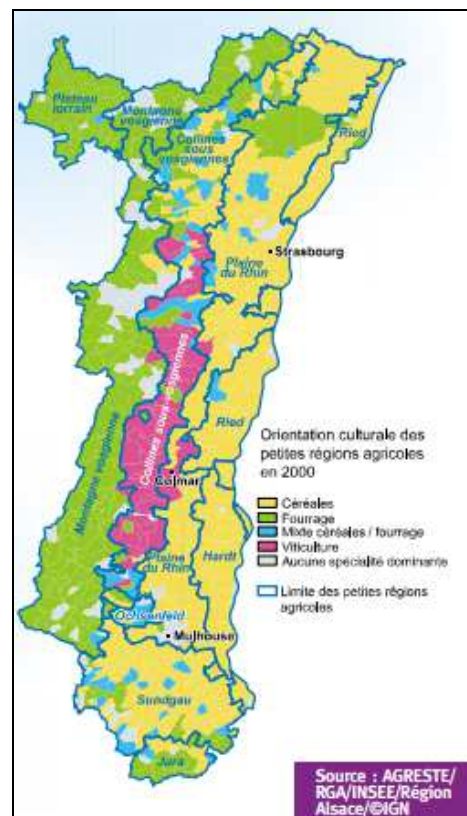 Plateau
lorrain
Montagne
vosgienne
Collines
sous
vosgiennes
Ried
Strasbourg
Plaine
du Rhin
Collines sous-vosgiennes
Montagne vosgienne
Ried
Orientation culturale des
petites régions agricoles
en 2000
Colmar
Céréales
Fourrage
Mixte céréales / fourrage
Viticulture
Aucune spécialité dominante
Plaine
du Rhin
Hardt
Limite des petites régions
agricoles
Ochsenfeld
Mulhouse
Sundgau
Jura
Source : AGRESTE/
RGA/INSEE/Région
Alsace/©IGN